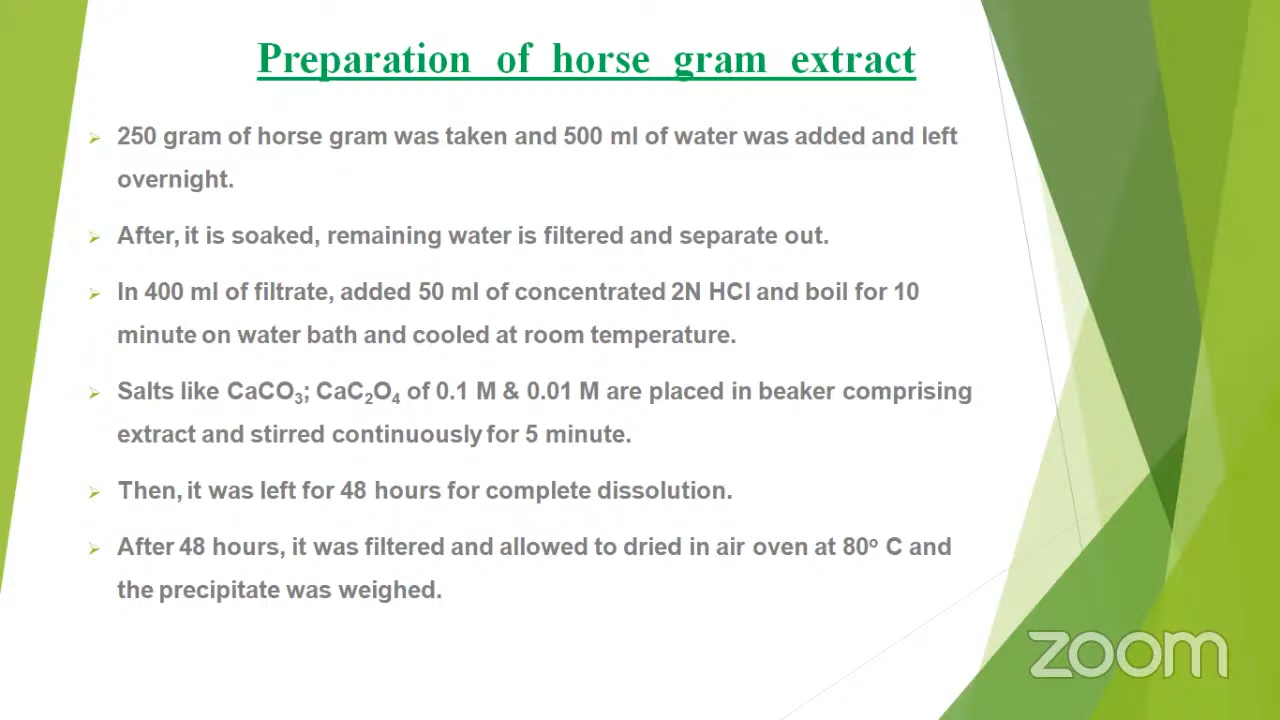 Preparation of horse gram extract
➢ 250 gram of horse gram was taken and 500 ml of water was added and left
overnight.
➢ After, it is soaked, remaining water is filtered and separate out.
➢ In 400 ml of filtrate, added 50 ml of concentrated 2N HCl and boil for 10
minute on water bath and cooled at room temperature.
➢ Salts like CaCO₃; CaC₂O₄ of 0.1 M & 0.01 M are placed in beaker comprising
extract and stirred continuously for 5 minute.
➢ Then, it was left for 48 hours for complete dissolution.
➢ After 48 hours, it was filtered and allowed to dried in air oven at 80º C and
the precipitate was weighed.
zoom